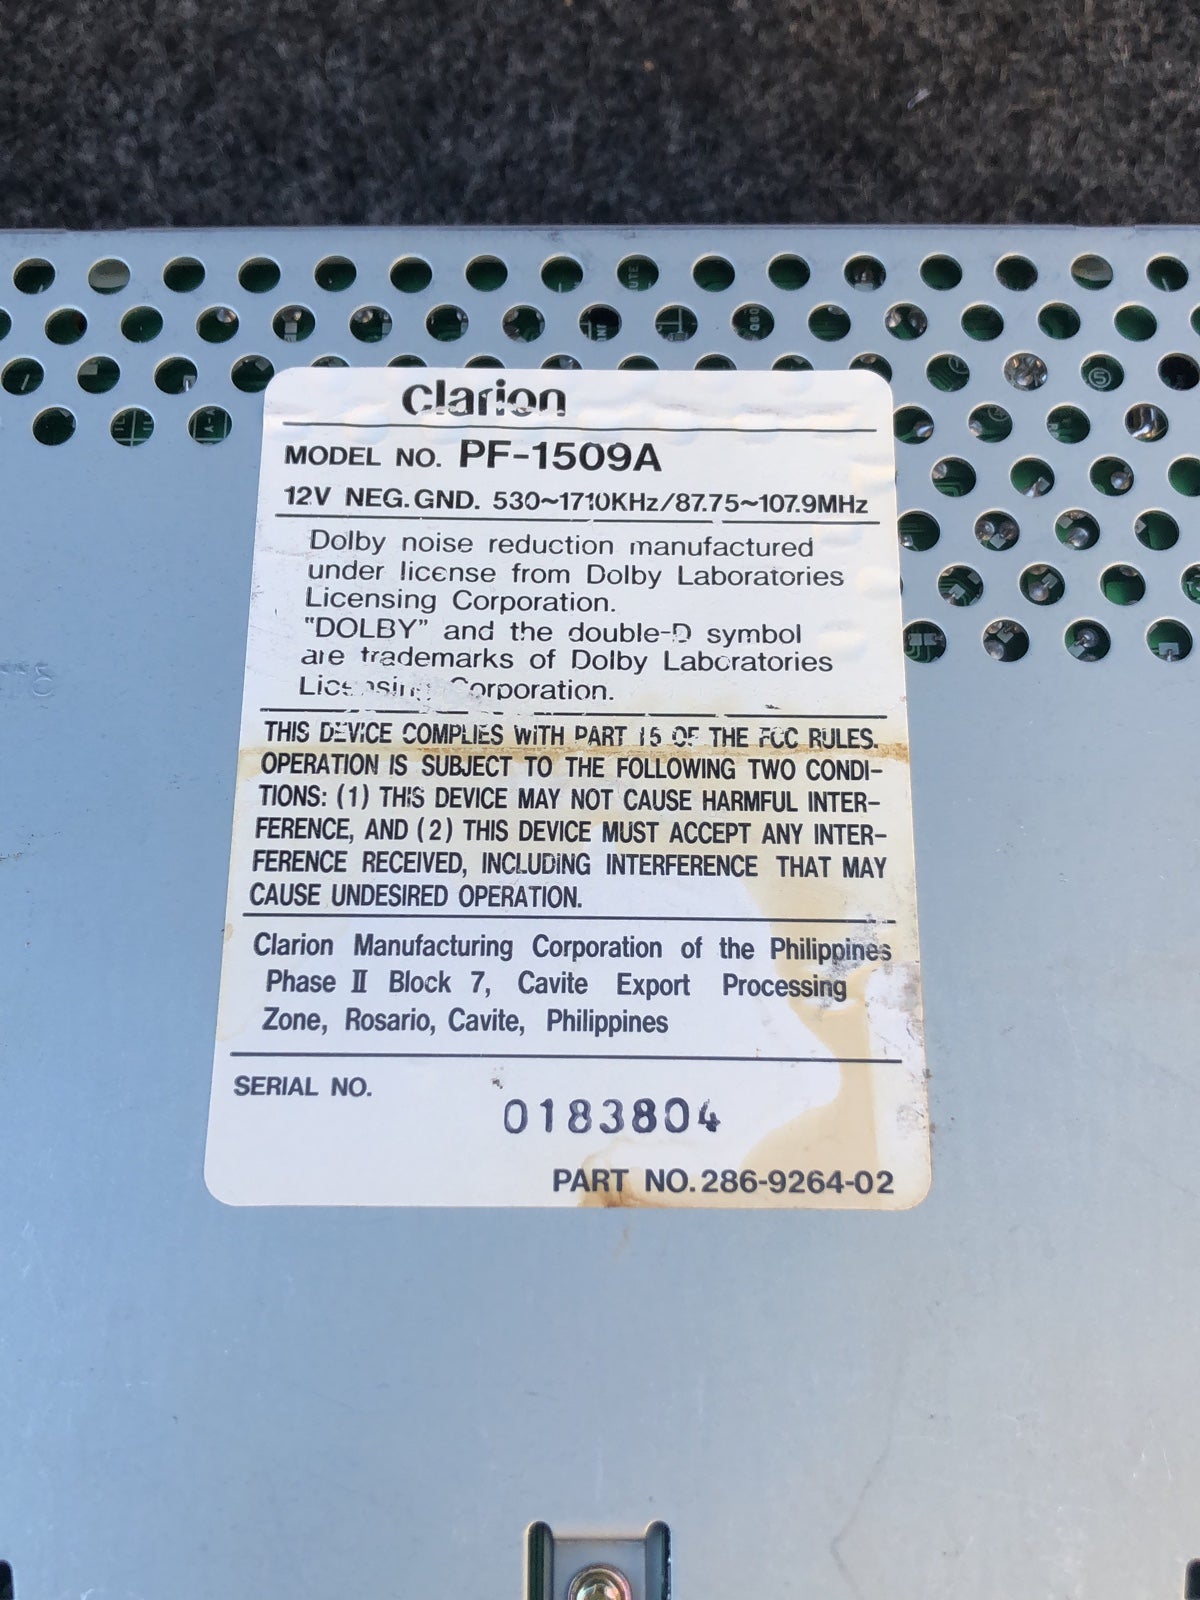 clarion
MODEL NO. PF-1509A
12V NEG.GND. 530~1710KHz/87.75~107.9MHz
Dolby noise reduction manufactured
under license from Dolby Laboratories
Licensing Corporation.
"DOLBY" and the double-D symbol
are trademarks of Dolby Laboratories
Licensing Corporation.
THIS DEVICE COMPLIES WITH PART 15 OF THE FCC RULES.
OPERATION IS SUBJECT TO THE FOLLOWING TWO CONDI-
TIONS: (1) THIS DEVICE MAY NOT CAUSE HARMFUL INTER-
FERENCE, AND (2) THIS DEVICE MUST ACCEPT ANY INTER-
FERENCE RECEIVED, INCLUDING INTERFERENCE THAT MAY
CAUSE UNDESIRED OPERATION.
Clarion Manufacturing Corporation of the Philippines
Phase II Block 7, Cavite Export Processing
Zone, Rosario, Cavite, Philippines
SERIAL NO.
0183804
PART NO. 286-9264-02